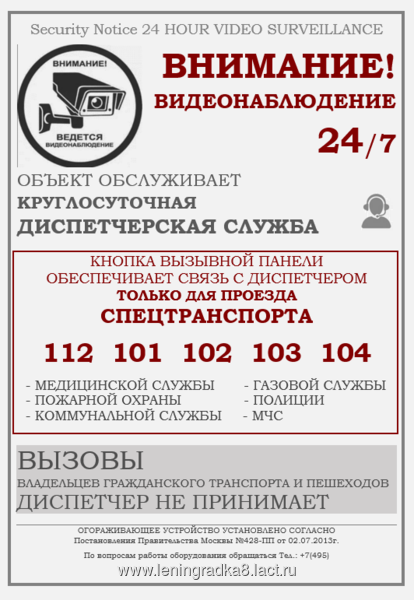 Security Notice 24 HOUR VIDEO SURVEILLANCE
ВНИМАНИЕ!
ВЕДЕТСЯ
ВИДЕОНАБЛЮДЕНИЕ
ВНИМАНИЕ!
ВИДЕОНАБЛЮДЕНИЕ
24/7
ОБЪЕКТ ОБСЛУЖИВАЕТ
КРУГЛОСУТОЧНАЯ
ДИСПЕТЧЕРСКАЯ СЛУЖБА
КНОПКА ВЫЗЫВНОЙ ПАНЕЛИ
ОБЕСПЕЧИВАЕТ СВЯЗЬ С ДИСПЕТЧЕРОМ
ТОЛЬКО ДЛЯ ПРОЕЗДА
СПЕЦТРАНСПОРТА
112 101 102 103 104
- МЕДИЦИНСКОЙ СЛУЖБЫ
- ПОЖАРНОЙ ОХРАНЫ
- КОММУНАЛЬНОЙ СЛУЖБЫ
- ГАЗОВОЙ СЛУЖБЫ
- ПОЛИЦИИ
- МЧС
ВЫЗОВЫ
ВЛАДЕЛЬЦЕВ ГРАЖДАНСКОГО ТРАНСПОРТА И ПЕШЕХОДОВ
ДИСПЕТЧЕР НЕ ПРИНИМАЕТ
ОГОРАЖИВАЮЩЕЕ УСТРОЙСТВО УСТАНОВЛЕНО СОГЛАСНО
Постановления Правительства Москвы №428-ПП от 02.07.2013г.
По вопросам работы оборудования обращаться Тел.: +7(495)
www.leningradka8.lact.ru